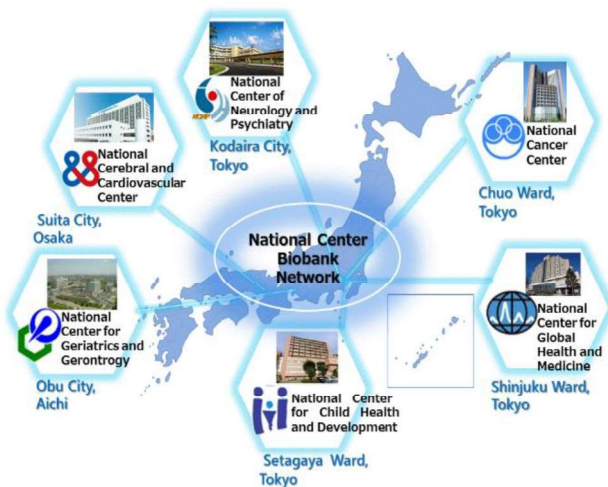 National
Center of
Neurology and
Psychiatry
Kodaira City,
Tokyo
National
Cerebral and
Cardiovascular
Center
Suita City,
Osaka
National
Cancer
Center
Chuo Ward,
Tokyo
National Center
Biobank
Network
National
Center for
Geriatrics and
Gerontrogy
Obu City,
Aichi
National
Center for
Global
Health and
Medicine
Shinjuku Ward,
Tokyo
National Center
for Child Health
and Development
Setagaya Ward,
Tokyo